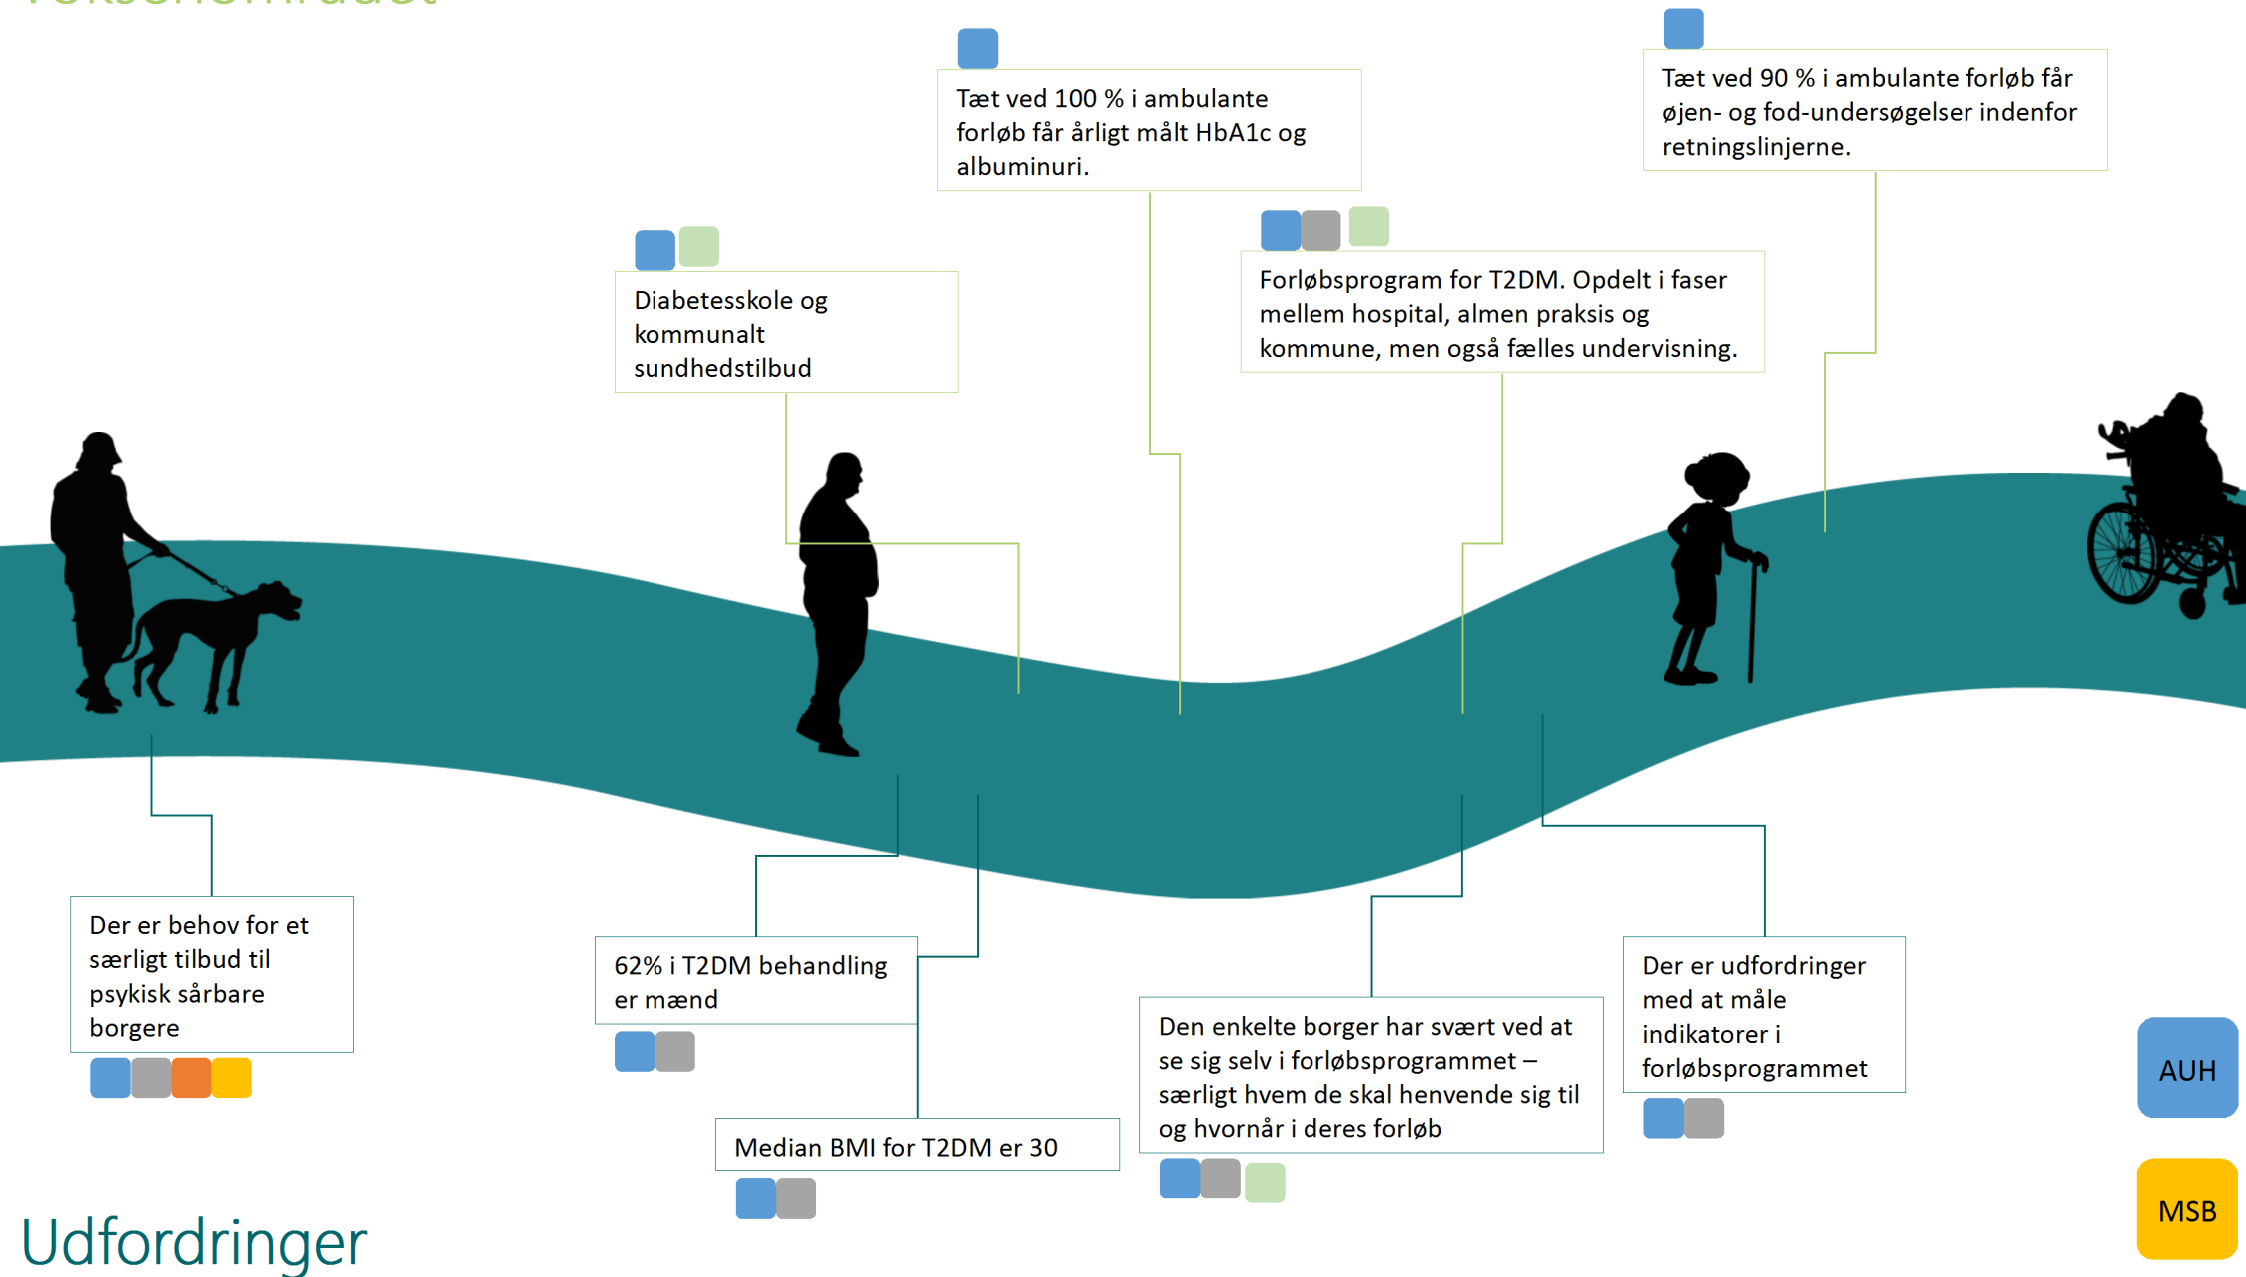 Voksenområdet
Tæt ved 100 % i ambulante
forløb får årligt målt HbA1c og
albuminuri.
Tæt ved 90 % i ambulante forløb får
øjen- og fod-undersøgelser indenfor
retningslinjerne.
Diabetesskole og
kommunalt
sundhedstilbud
Forløbsprogram for T2DM. Opdelt i faser
mellem hospital, almen praksis og
kommune, men også fælles undervisning.
Der er behov for et
særligt tilbud til
psykisk sårbare
borgere
62% i T2DM behandling
er mænd
Median BMI for T2DM er 30
Den enkelte borger har svært ved at
se sig selv i forløbsprogrammet –
særligt hvem de skal henvende sig til
og hvornår i deres forløb
Der er udfordringer
med at måle
indikatorer i
forløbsprogrammet
AUH
MSB
Udfordringer